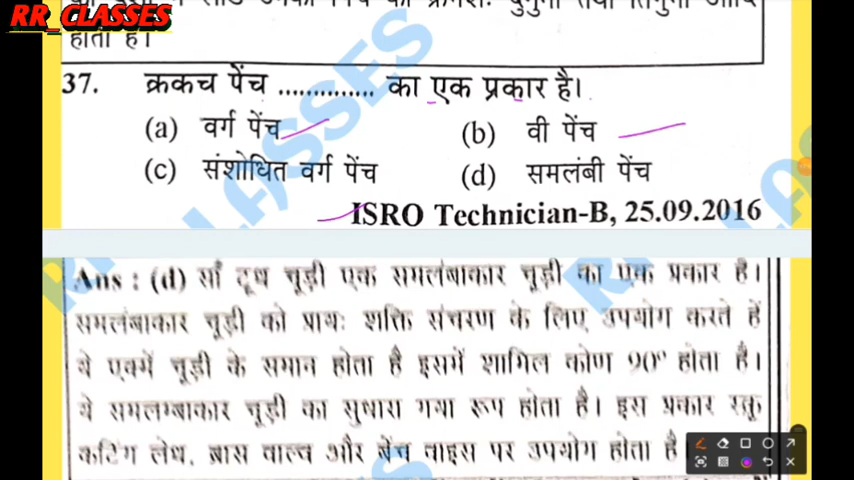 RR_CLASSES
होता है।
37. क्रकच पेंच .............. का एक प्रकार है।
(a) वर्ग पेंच (b) वी पेंच
(c) संशोधित वर्ग पेंच (d) समलंबी पेंच
ISRO Technician-B, 25.09.2016
Ans : (d) साँ टूथ चूड़ी एक समलंबाकार चूड़ी का एक प्रकार है।
समलंबाकार चूड़ी को प्रायः शक्ति संचरण के लिए उपयोग करते हैं
ये एक्में चूड़ी के समान होता है इसमें शामिल कोण 90° होता है।
ये समलम्बाकार चूड़ी का सुधारा गया रूप होता है। इस प्रकार स्क्रू
कटिंग लेथ, ब्रास वाल्व और बेंच वाइस पर उपयोग होता है